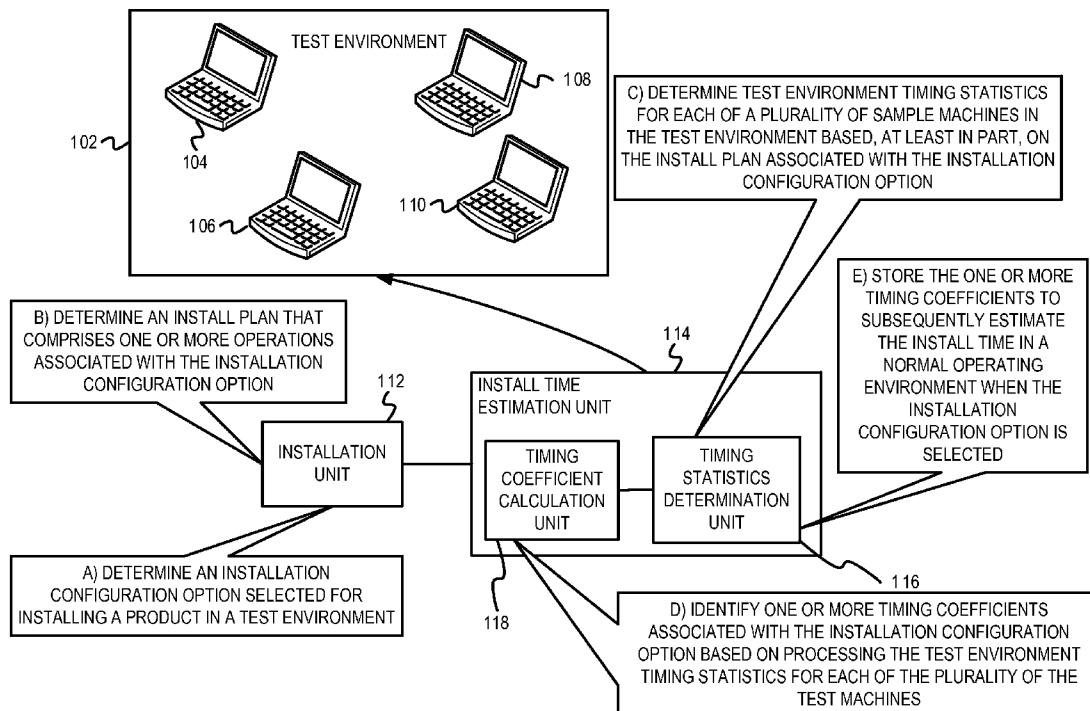 TEST ENVIRONMENT
108
102
104
106
110
C) DETERMINE TEST ENVIRONMENT TIMING STATISTICS
FOR EACH OF A PLURALITY OF SAMPLE MACHINES IN
THE TEST ENVIRONMENT BASED, AT LEAST IN PART, ON
THE INSTALL PLAN ASSOCIATED WITH THE INSTALLATION
CONFIGURATION OPTION
B) DETERMINE AN INSTALL PLAN THAT
COMPRISES ONE OR MORE OPERATIONS
ASSOCIATED WITH THE INSTALLATION
CONFIGURATION OPTION
E) STORE THE ONE OR MORE
TIMING COEFFICIENTS TO
SUBSEQUENTLY ESTIMATE
THE INSTALL TIME IN A
NORMAL OPERATING
ENVIRONMENT WHEN THE
INSTALLATION
CONFIGURATION OPTION IS
SELECTED
112
INSTALLATION
UNIT
114
INSTALL TIME
ESTIMATION UNIT
TIMING
COEFFICIENT
CALCULATION
UNIT
TIMING
STATISTICS
DETERMINATION
UNIT
A) DETERMINE AN INSTALLATION
CONFIGURATION OPTION SELECTED FOR
INSTALLING A PRODUCT IN A TEST ENVIRONMENT
118
116
D) IDENTIFY ONE OR MORE TIMING COEFFICIENTS
ASSOCIATED WITH THE INSTALLATION CONFIGURATION
OPTION BASED ON PROCESSING THE TEST ENVIRONMENT
TIMING STATISTICS FOR EACH OF THE PLURALITY OF THE
TEST MACHINES